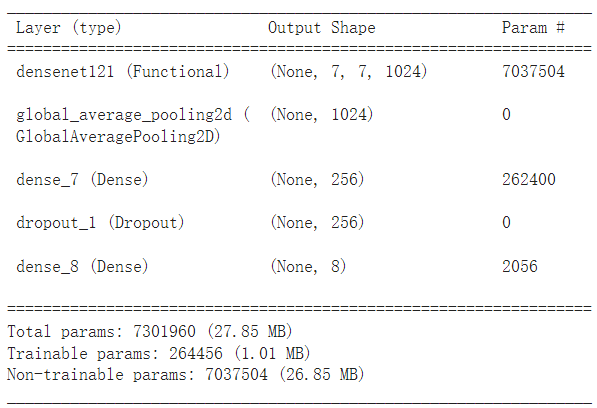 Layer (type) Output Shape Param #
=================================================================
densenet121 (Functional) (None, 7, 7, 1024) 7037504
global_average_pooling2d ( (None, 1024) 0
GlobalAveragePooling2D)
dense_7 (Dense) (None, 256) 262400
dropout_1 (Dropout) (None, 256) 0
dense_8 (Dense) (None, 8) 2056
=================================================================
Total params: 7301960 (27.85 MB)
Trainable params: 264456 (1.01 MB)
Non-trainable params: 7037504 (26.85 MB)